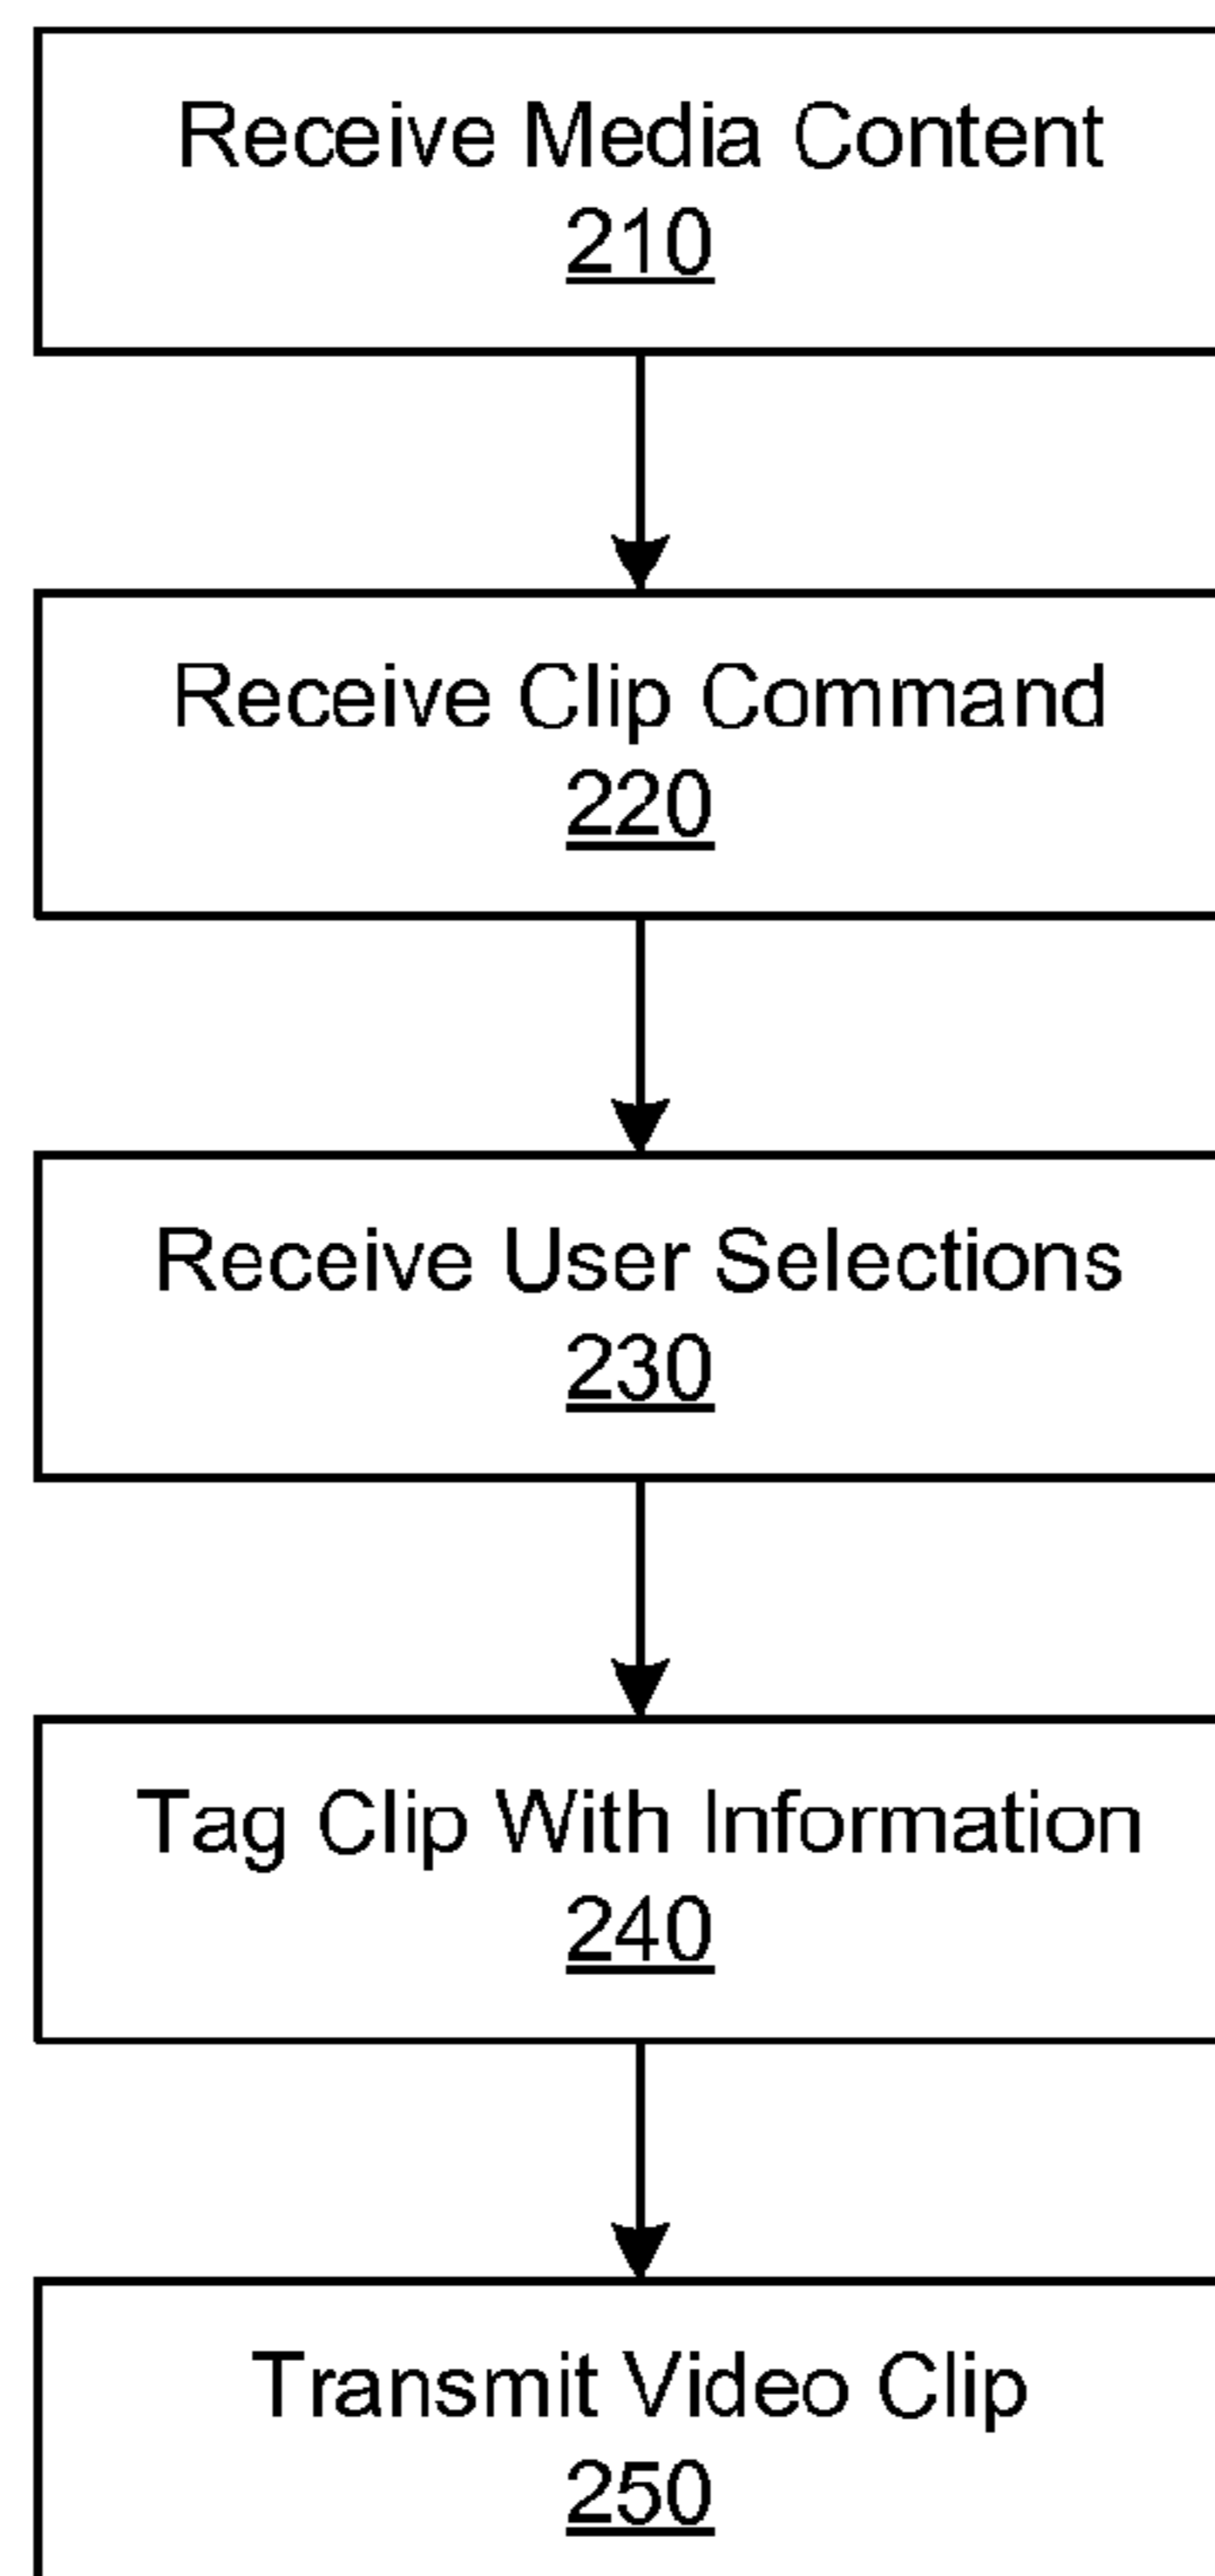 Receive Media Content
210
Receive Clip Command
220
Receive User Selections
230
Tag Clip With Information
240
Transmit Video Clip
250